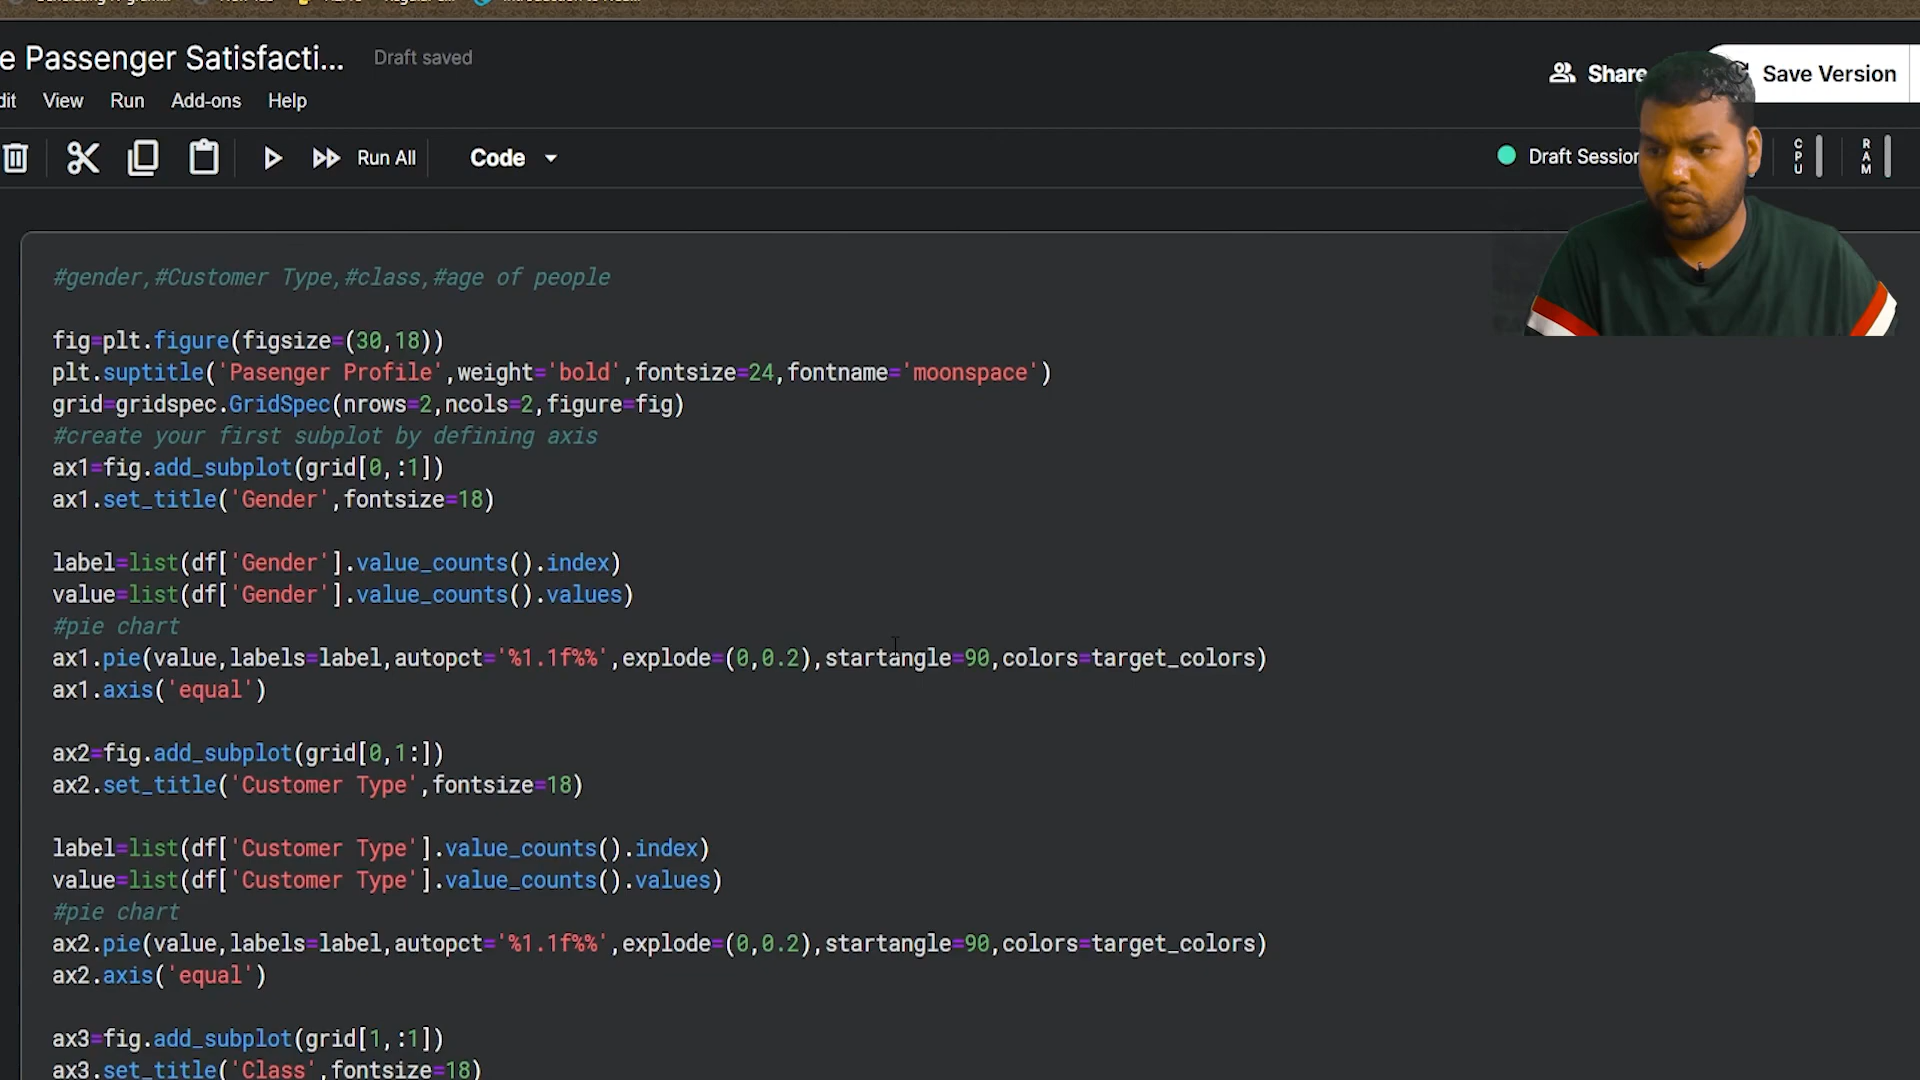 e Passenger Satisfacti... Draft saved
Share Save Version
dit View Run Add-ons Help
Run All Code Draft Session CPU RAM
#gender,#Customer Type,#class,#age of people
fig=plt.figure(figsize=(30,18))
plt.suptitle('Pasenger Profile',weight='bold',fontsize=24,fontname='moonspace')
grid=gridspec.GridSpec(nrows=2,ncols=2,figure=fig)
#create your first subplot by defining axis
ax1=fig.add_subplot(grid[0,:1])
ax1.set_title('Gender',fontsize=18)
label=list(df['Gender'].value_counts().index)
value=list(df['Gender'].value_counts().values)
#pie chart
ax1.pie(value,labels=label,autopct='%1.1f%%',explode=(0,0.2),startangle=90,colors=target_colors)
ax1.axis('equal')
ax2=fig.add_subplot(grid[0,1:])
ax2.set_title('Customer Type',fontsize=18)
label=list(df['Customer Type'].value_counts().index)
value=list(df['Customer Type'].value_counts().values)
#pie chart
ax2.pie(value,labels=label,autopct='%1.1f%%',explode=(0,0.2),startangle=90,colors=target_colors)
ax2.axis('equal')
ax3=fig.add_subplot(grid[1,:1])
ax3.set_title('Class',fontsize=18)